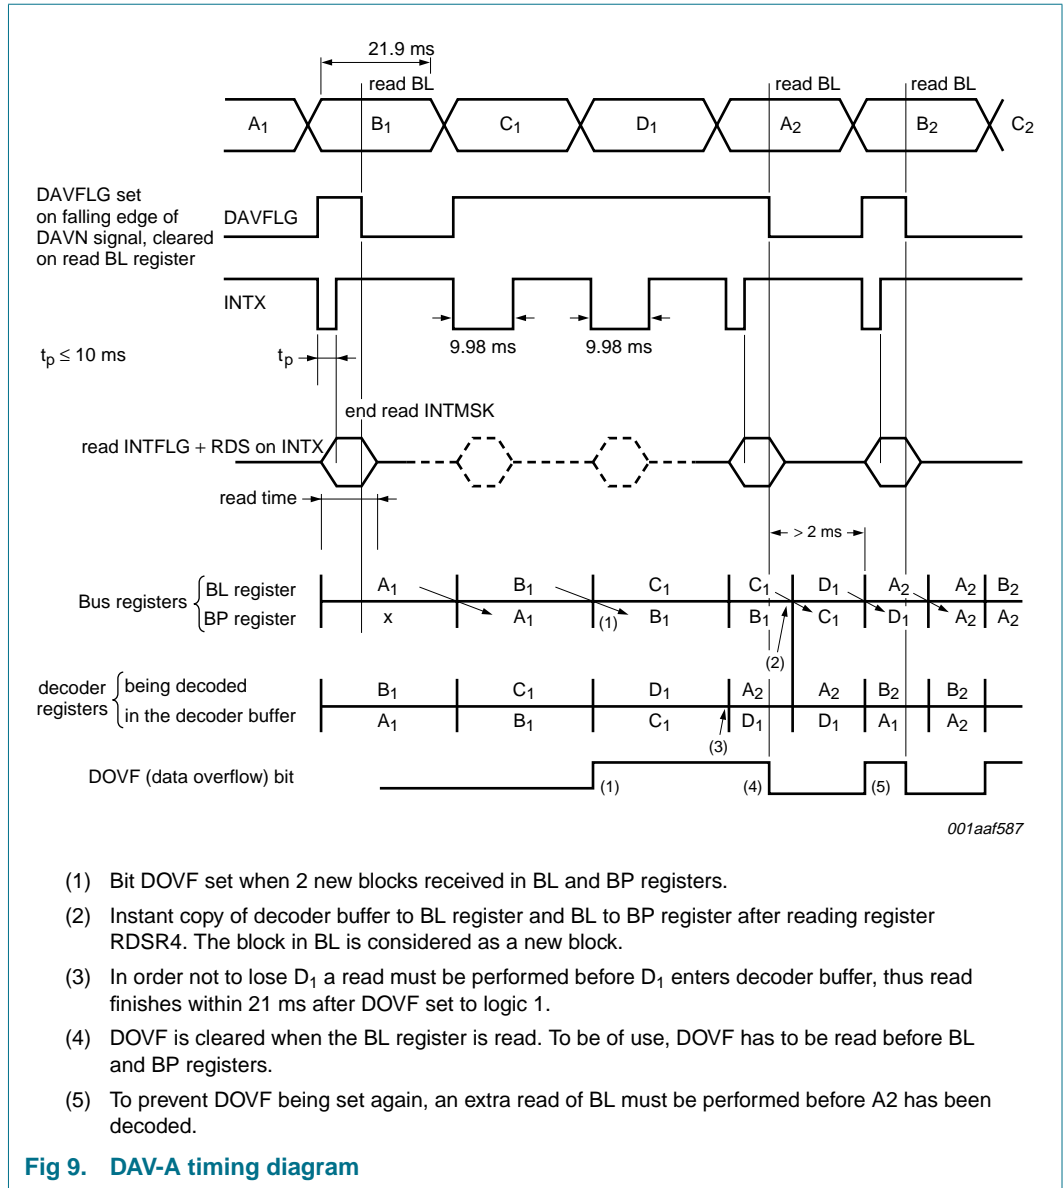 21.9 ms
read BL read BL read BL
A1 B1 C1 D1 A2 B2 C2
DAVFLG set
on falling edge of
DAVN signal, cleared
on read BL register
DAVFLG
INTX
9.98 ms 9.98 ms
tp ≤ 10 ms tp
end read INTMSK
read INTFLG + RDS on INTX
read time
> 2 ms
Bus registers
BL register A1 B1 C1 C1 D1 A2 A2 B2
BP register x A1 (1) B1 B1 C1 D1 A2 A2
(2)
decoder registers
being decoded B1 C1 D1 A2 A2 B2 B2
in the decoder buffer A1 B1 C1 D1 D1 A1 A2
(3)
DOVF (data overflow) bit (1) (4) (5)
001aaf587
(1) Bit DOVF set when 2 new blocks received in BL and BP registers.
(2) Instant copy of decoder buffer to BL register and BL to BP register after reading register
RDSR4. The block in BL is considered as a new block.
(3) In order not to lose D1 a read must be performed before D1 enters decoder buffer, thus read
finishes within 21 ms after DOVF set to logic 1.
(4) DOVF is cleared when the BL register is read. To be of use, DOVF has to be read before BL
and BP registers.
(5) To prevent DOVF being set again, an extra read of BL must be performed before A2 has been
decoded.
Fig 9. DAV-A timing diagram